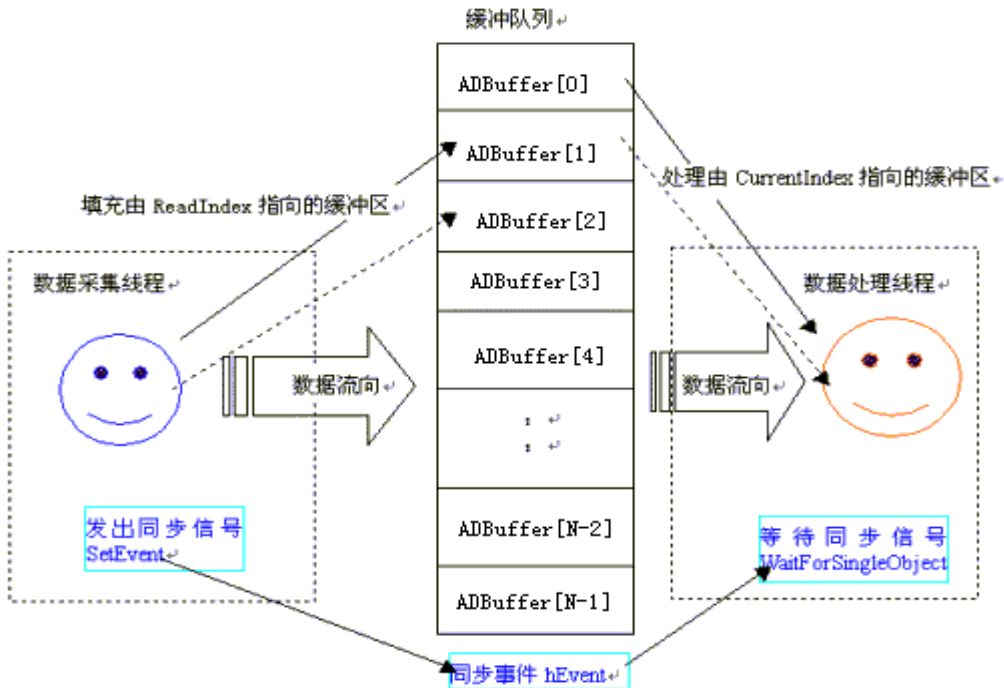 缓冲队列
ADBuffer[0]
ADBuffer[1]
处理由 CurrentIndex 指向的缓冲区
填充由 ReadIndex 指向的缓冲区
ADBuffer[2]
数据采集线程
ADBuffer[3]
数据处理线程
ADBuffer[4]
数据流向
数据流向
:
:
发出同步信号
SetEvent
ADBuffer[N-2]
等待同步信号
WaitForSingleObject
ADBuffer[N-1]
同步事件 hEvent